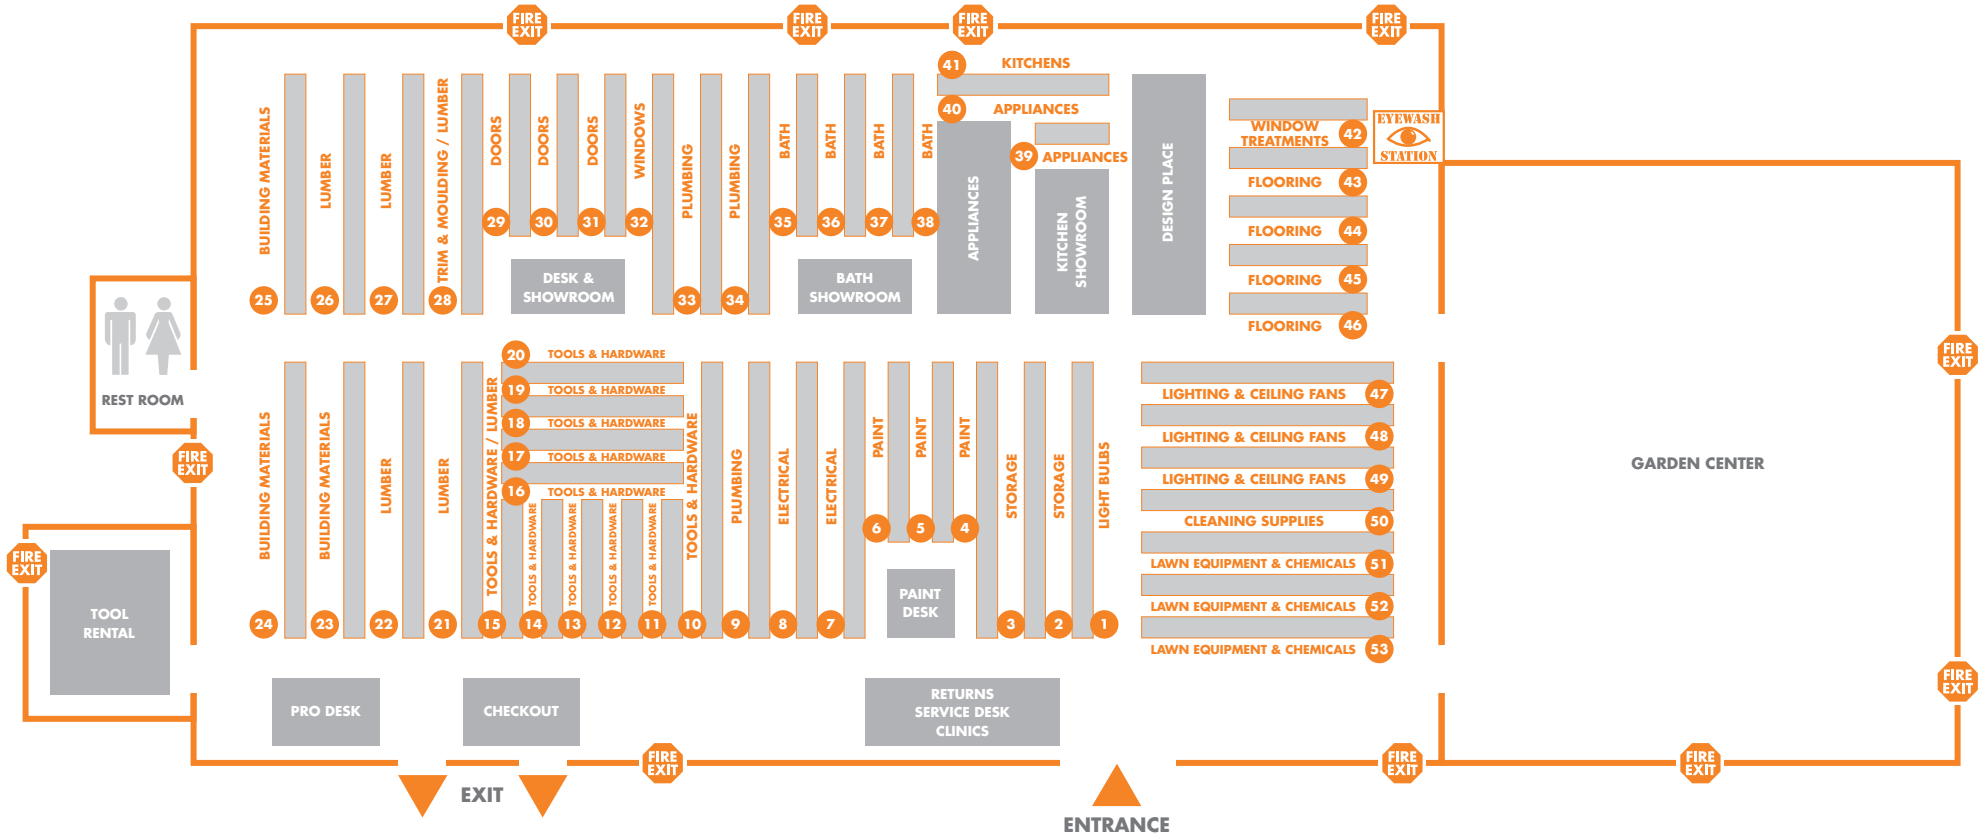 FIRE
EXIT
FIRE
EXIT
FIRE
EXIT
FIRE
EXIT
41
KITCHENS
40
APPLIANCES
39
APPLIANCES
BUILDING MATERIALS
LUMBER
LUMBER
TRIM & MOULDING / LUMBER
DOORS
DOORS
DOORS
WINDOWS
PLUMBING
PLUMBING
BATH
BATH
BATH
BATH
APPLIANCES
KITCHEN
SHOWROOM
DESIGN PLACE
WINDOW
TREATMENTS
42
EYEWASH
STATION
FLOORING
43
FLOORING
44
FLOORING
45
FLOORING
46
29
30
31
32
35
36
37
38
DESK &
SHOWROOM
BATH
SHOWROOM
25
26
27
28
33
34
REST ROOM
FIRE
EXIT
FIRE
EXIT
TOOL
RENTAL
20
TOOLS & HARDWARE
19
TOOLS & HARDWARE
18
TOOLS & HARDWARE
17
TOOLS & HARDWARE
16
TOOLS & HARDWARE
BUILDING MATERIALS
BUILDING MATERIALS
LUMBER
LUMBER
TOOLS & HARDWARE / LUMBER
TOOLS & HARDWARE
TOOLS & HARDWARE
TOOLS & HARDWARE
TOOLS & HARDWARE
TOOLS & HARDWARE
PLUMBING
ELECTRICAL
ELECTRICAL
PAINT
PAINT
PAINT
STORAGE
STORAGE
LIGHT BULBS
6
5
4
PAINT
DESK
24
23
22
21
15
14
13
12
11
10
9
8
7
3
2
1
LIGHTING & CEILING FANS
47
LIGHTING & CEILING FANS
48
LIGHTING & CEILING FANS
49
CLEANING SUPPLIES
50
LAWN EQUIPMENT & CHEMICALS
51
LAWN EQUIPMENT & CHEMICALS
52
LAWN EQUIPMENT & CHEMICALS
53
GARDEN CENTER
FIRE
EXIT
FIRE
EXIT
PRO DESK
CHECKOUT
RETURNS
SERVICE DESK
CLINICS
FIRE
EXIT
FIRE
EXIT
FIRE
EXIT
EXIT
ENTRANCE